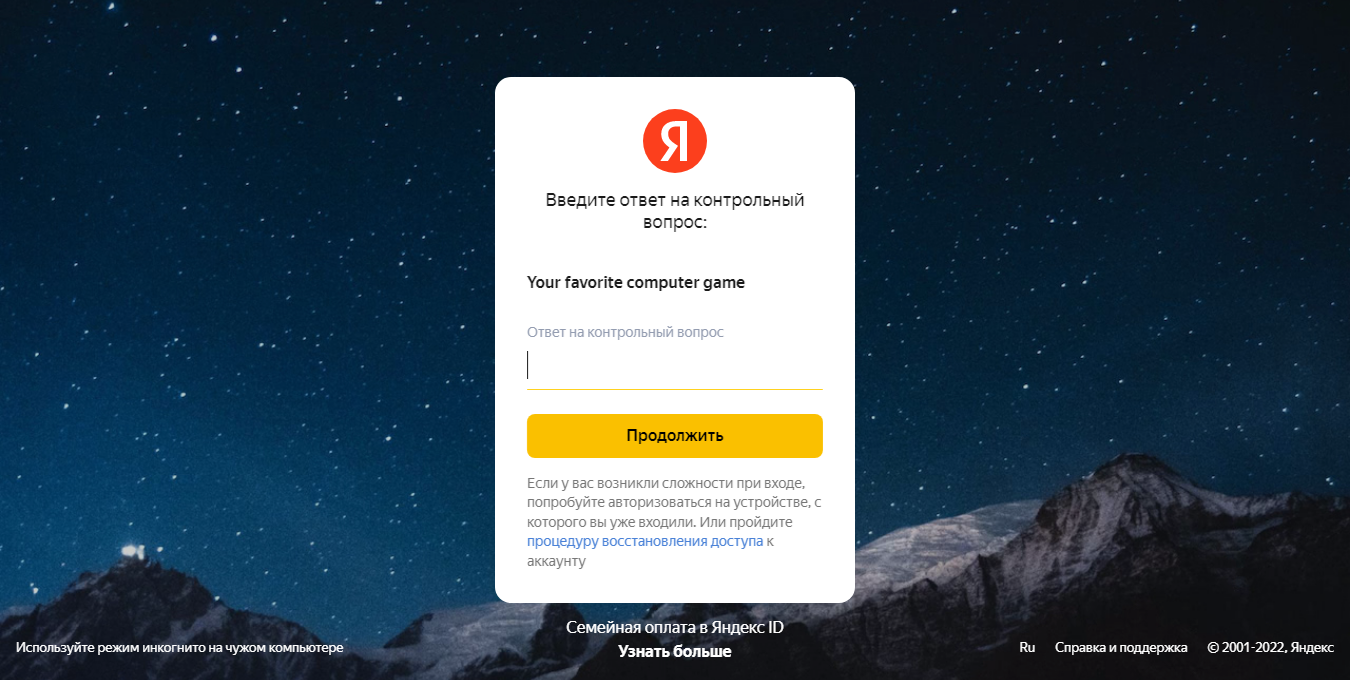 Я
Введите ответ на контрольный
вопрос:
Your favorite computer game
Ответ на контрольный вопрос
Продолжить
Если у вас возникли сложности при входе,
попробуйте авторизоваться на устройстве, с
которого вы уже входили. Или пройдите
процедуру восстановления доступа к
аккаунту
Семейная оплата в Яндекс ID
Узнать больше
Используйте режим инкогнито на чужом компьютере
Ru Справка и поддержка © 2001-2022, Яндекс